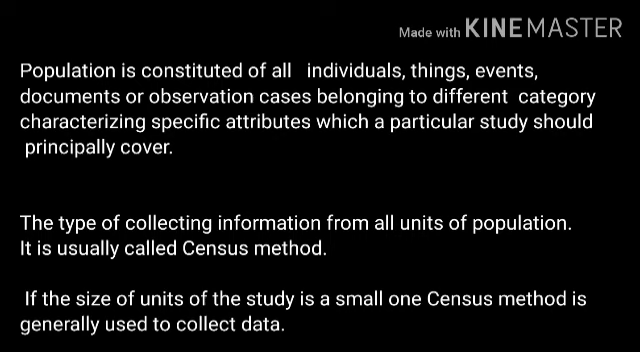 Made with KINEMASTER
Population is constituted of all individuals, things, events,
documents or observation cases belonging to different category
characterizing specific attributes which a particular study should
principally cover.
The type of collecting information from all units of population.
It is usually called Census method.
If the size of units of the study is a small one Census method is
generally used to collect data.